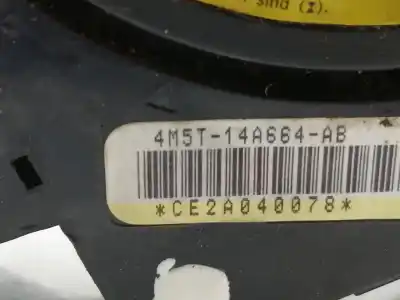 sind (I).
4M5T-14A664-AB
*CE2A040078*